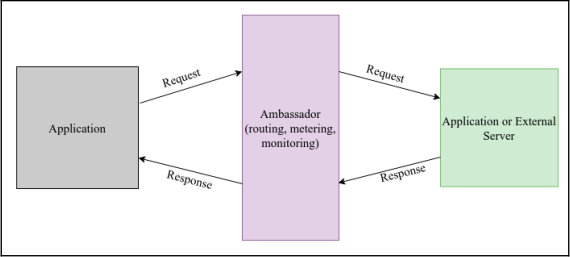 Request
Request
Application
Ambassador
(routing, metering,
monitoring)
Application or External
Server
Response
Response